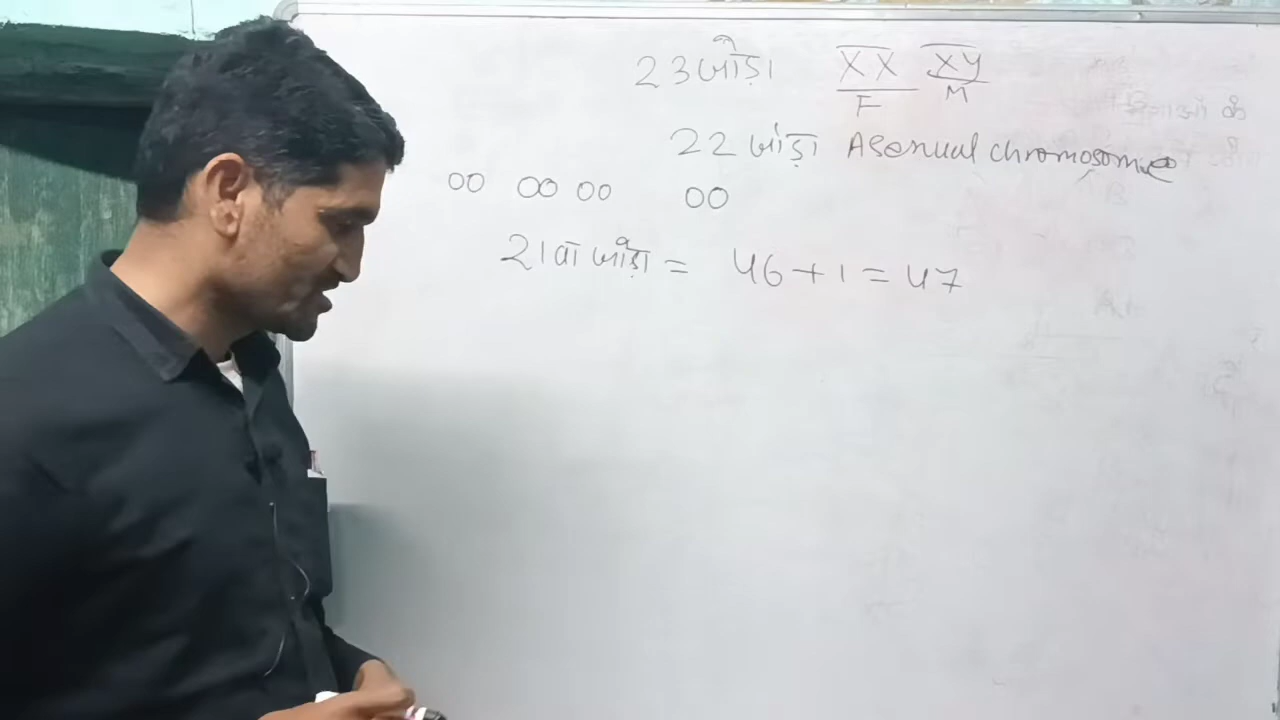 23 जोड़ा XX XY
F M
22 जोड़ा Asexual chromosome
00 00 00 00
21वा जोड़ा = 46+1=47